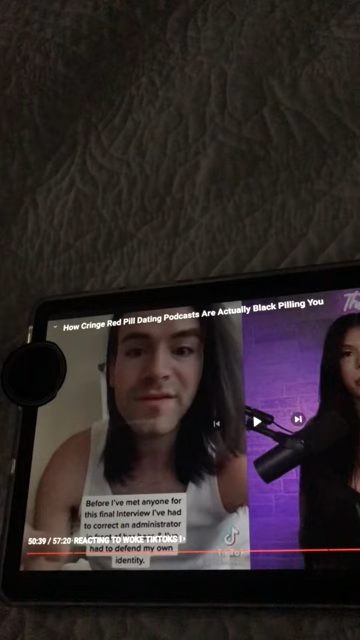 How Cringe Red Pill Dating Podcasts Are Actually Black Pilling You
Before I've met anyone for
this final Interview I've had
to correct an administrator
50:39 / 57:20 · REACTING TO WOKE TIKTOKS !
had to defend my own
identity.